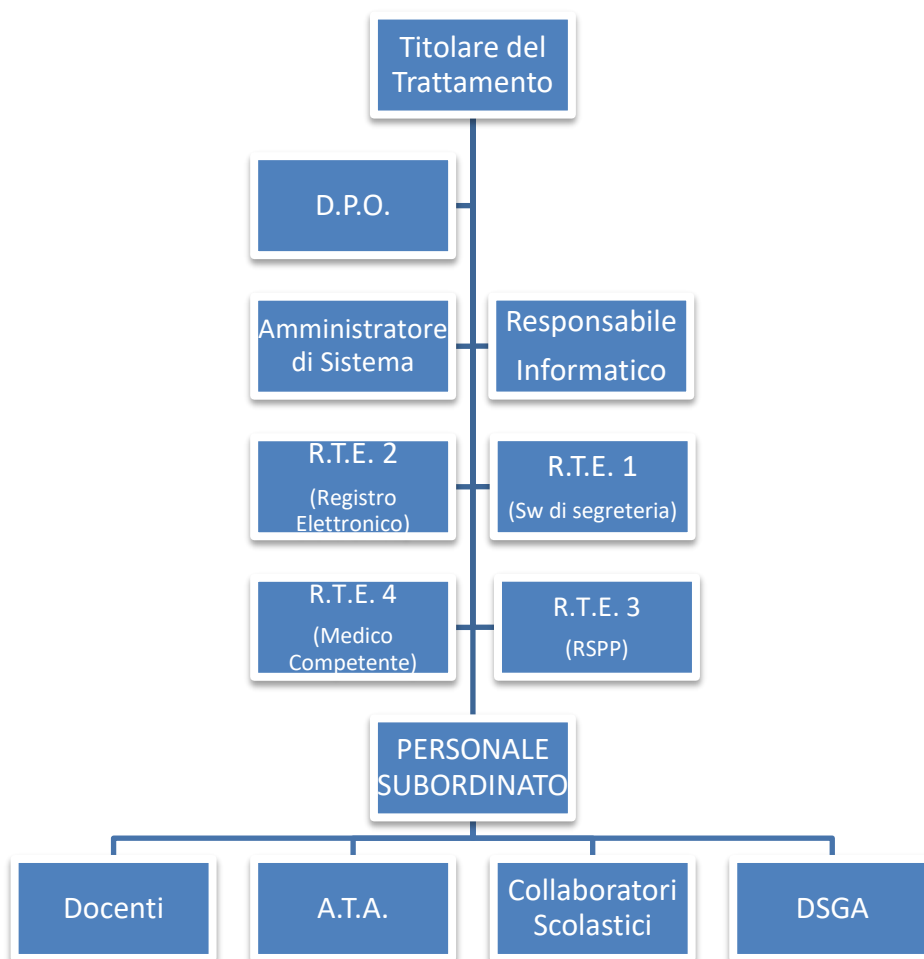 Titolare del
Trattamento
D.P.O.
Amministratore
di Sistema
Responsabile
Informatico
R.T.E. 2
(Registro
Elettronico)
R.T.E. 1
(Sw di segreteria)
R.T.E. 4
(Medico
Competente)
R.T.E. 3
(RSPP)
PERSONALE
SUBORDINATO
Docenti
A.T.A.
Collaboratori
Scolastici
DSGA